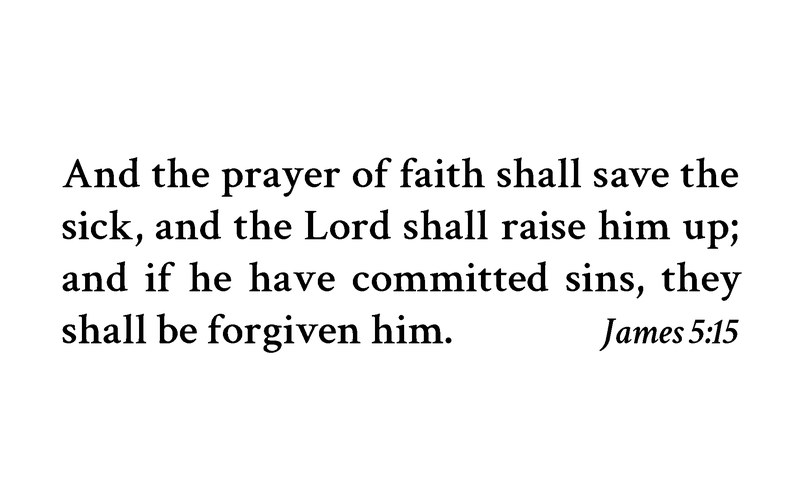 And the prayer of faith shall save the
sick, and the Lord shall raise him up;
and if he have committed sins, they
shall be forgiven him. James 5:15